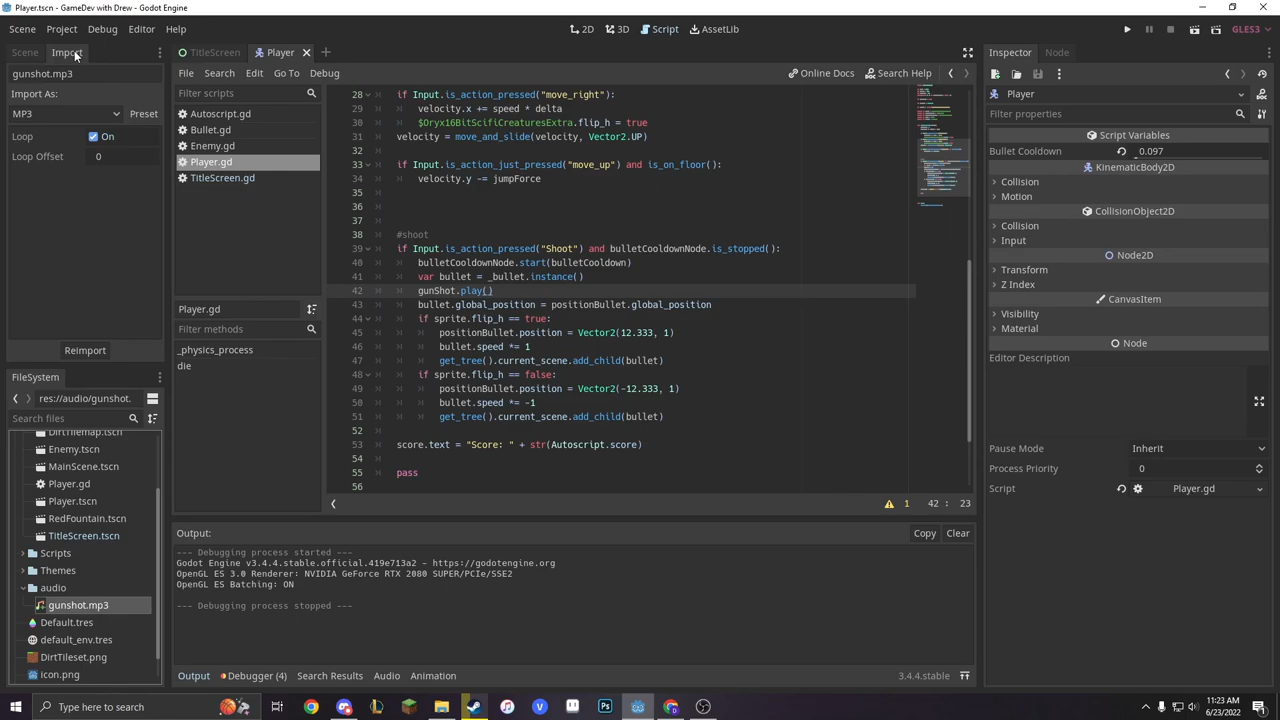 Player.tscn - GameDev with Drew - Godot Engine
Scene Project Debug Editor Help
2D 3D Script AssetLib
GLES3
Scene Import
TitleScreen Player
Inspector Node
gunshot.mp3
File Search Edit Go To Debug
Online Docs Search Help
Import As:
Filter scripts
Player
MP3 Preset
Filter properties
Loop On
Loop Offset 0
Autoscript.gd
Bullet.gd
Enemy.gd
Player.gd
TitleScreen.gd
28 if Input.is_action_pressed("move_right"):
29 velocity.x += speed * delta
30 $Oryx16BitScifiCreaturesExtra.flip_h = true
31 velocity = move_and_slide(velocity, Vector2.UP)
32
33 if Input.is_action_just_pressed("move_up") and is_on_floor():
34 velocity.y -= jumpForce
35
36
37
38 #shoot
39 if Input.is_action_pressed("Shoot") and bulletCooldownNode.is_stopped():
40 bulletCooldownNode.start(bulletCooldown)
41 var bullet = _bullet.instance()
42 gunShot.play()
43 bullet.global_position = positionBullet.global_position
44 if sprite.flip_h == true:
45 positionBullet.position = Vector2(12.333, 1)
46 bullet.speed *= 1
47 get_tree().current_scene.add_child(bullet)
48 if sprite.flip_h == false:
49 positionBullet.position = Vector2(-12.333, 1)
50 bullet.speed *= -1
51 get_tree().current_scene.add_child(bullet)
52
53 score.text = "Score: " + str(Autoscript.score)
54
55 pass
56
Script Variables
Bullet Cooldown 0.097
KinematicBody2D
Collision
Motion
CollisionObject2D
Collision
Input
Node2D
Transform
Z Index
CanvasItem
Visibility
Material
Node
Editor Description
Pause Mode Inherit
Process Priority 0
Script Player.gd
Player.gd
Filter methods
_physics_process
die
Reimport
1 42 : 23
FileSystem
res://audio/gunshot.
Search files
DirtTilemap.tscn
Enemy.tscn
MainScene.tscn
Player.gd
Player.tscn
RedFountain.tscn
TitleScreen.tscn
Scripts
Themes
audio
gunshot.mp3
Default.tres
default_env.tres
DirtTileset.png
icon.png
Output: Copy Clear
--- Debugging process started ---
Godot Engine v3.4.4.stable.official.419e713a2 - https://godotengine.org
OpenGL ES 3.0 Renderer: NVIDIA GeForce RTX 2080 SUPER/PCIe/SSE2
OpenGL ES Batching: ON
--- Debugging process stopped ---
Output Debugger (4) Search Results Audio Animation 3.4.4.stable
Type here to search
11:23 AM
6/23/2022